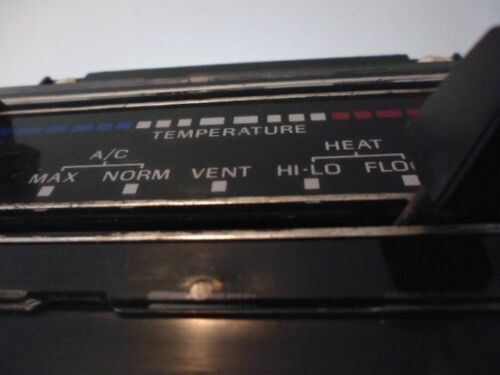 TEMPERATURE
A/C HEAT
MAX NORM VENT HI-LO